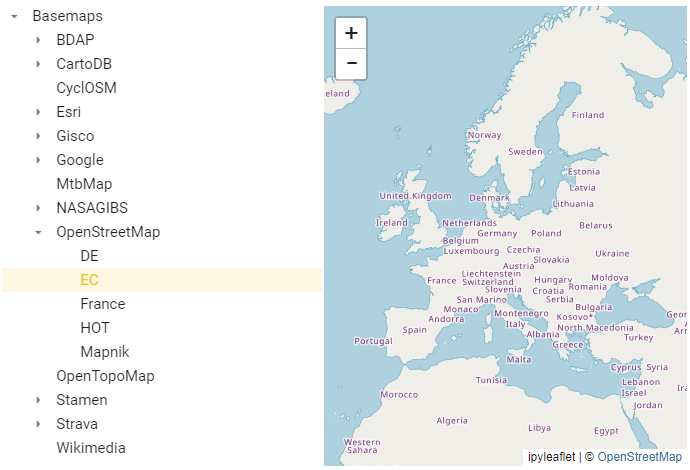 Basemaps
BDAP
CartoDB
CyclOSM
Esri
Gisco
Google
MtbMap
NASAGIBS
OpenStreetMap
DE
EC
France
HOT
Mapnik
OpenTopoMap
Stamen
Strava
Wikimedia
+
−
eland
Finland
Norway
Sweden
Estonia
Latvia
Lithuania
United Kingdom
Denmark
Ireland
Netherlands
Belarus
Germany
Poland
Belgium
Luxembourg
Czechia
Ukraine
Slovakia
Austria
Liechtenstein
Moldova
France
Switzerland
Hungary
Romania
Slovenia
Croatia
San Marino
Serbia
Monaco
Bulgaria
Andorra
Montenegro
Kosovo*
Geor
Spain
Italy
North Macedonia
Ar
Albania
Portugal
Greece
Turkey
Malta
Cyprus
Syria
Tunisia
Lebanon
Morocco
Israel
Jordan
Algeria
Libya
Egypt
Western
Sahara
ipyleaflet | © OpenStreetMap